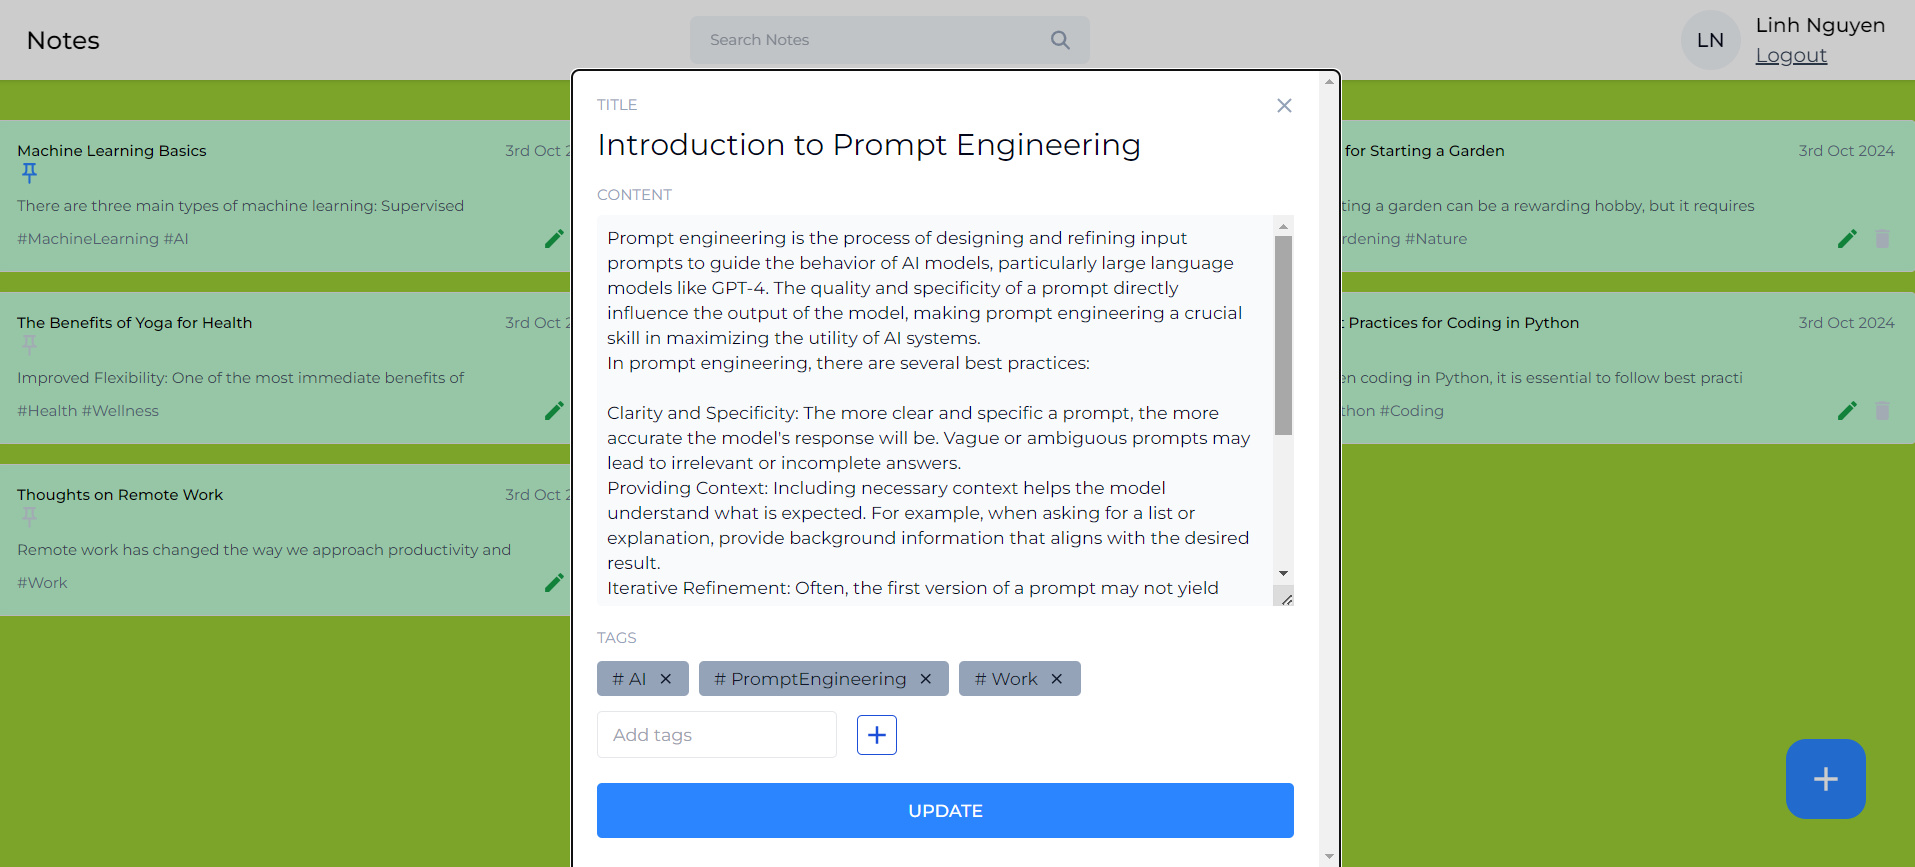 Notes
Search Notes
LN
Linh Nguyen
Logout
Machine Learning Basics
3rd Oct
There are three main types of machine learning: Supervised
#MachineLearning #AI
The Benefits of Yoga for Health
3rd Oct
Improved Flexibility: One of the most immediate benefits of
#Health #Wellness
Thoughts on Remote Work
3rd Oct
Remote work has changed the way we approach productivity and
#Work
TITLE
Introduction to Prompt Engineering
CONTENT
Prompt engineering is the process of designing and refining input
prompts to guide the behavior of AI models, particularly large language
models like GPT-4. The quality and specificity of a prompt directly
influence the output of the model, making prompt engineering a crucial
skill in maximizing the utility of AI systems.
In prompt engineering, there are several best practices:
Clarity and Specificity: The more clear and specific a prompt, the more
accurate the model's response will be. Vague or ambiguous prompts may
lead to irrelevant or incomplete answers.
Providing Context: Including necessary context helps the model
understand what is expected. For example, when asking for a list or
explanation, provide background information that aligns with the desired
result.
Iterative Refinement: Often, the first version of a prompt may not yield
TAGS
# AI
# PromptEngineering
# Work
Add tags
UPDATE
for Starting a Garden
3rd Oct 2024
ting a garden can be a rewarding hobby, but it requires
rdening #Nature
Practices for Coding in Python
3rd Oct 2024
en coding in Python, it is essential to follow best practi
thon #Coding